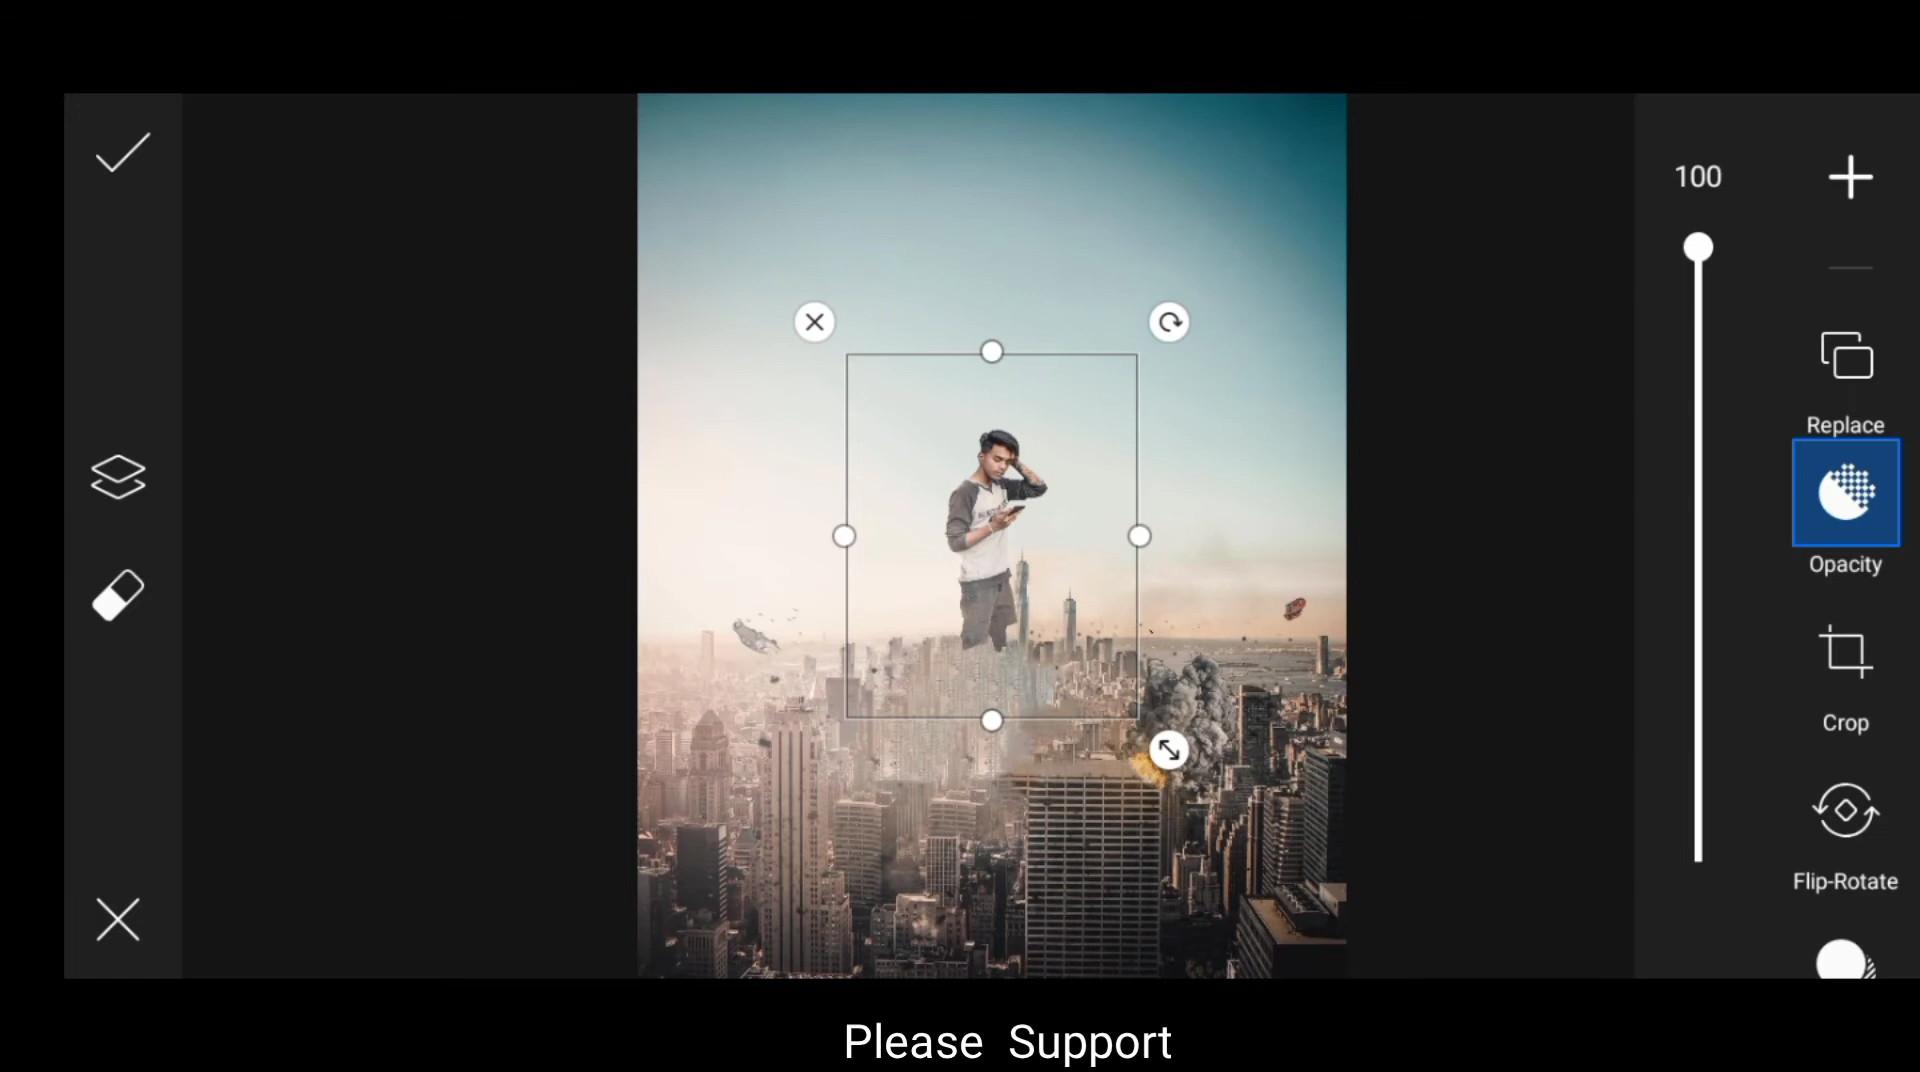 100
Replace
Opacity
Crop
Flip-Rotate
Please Support